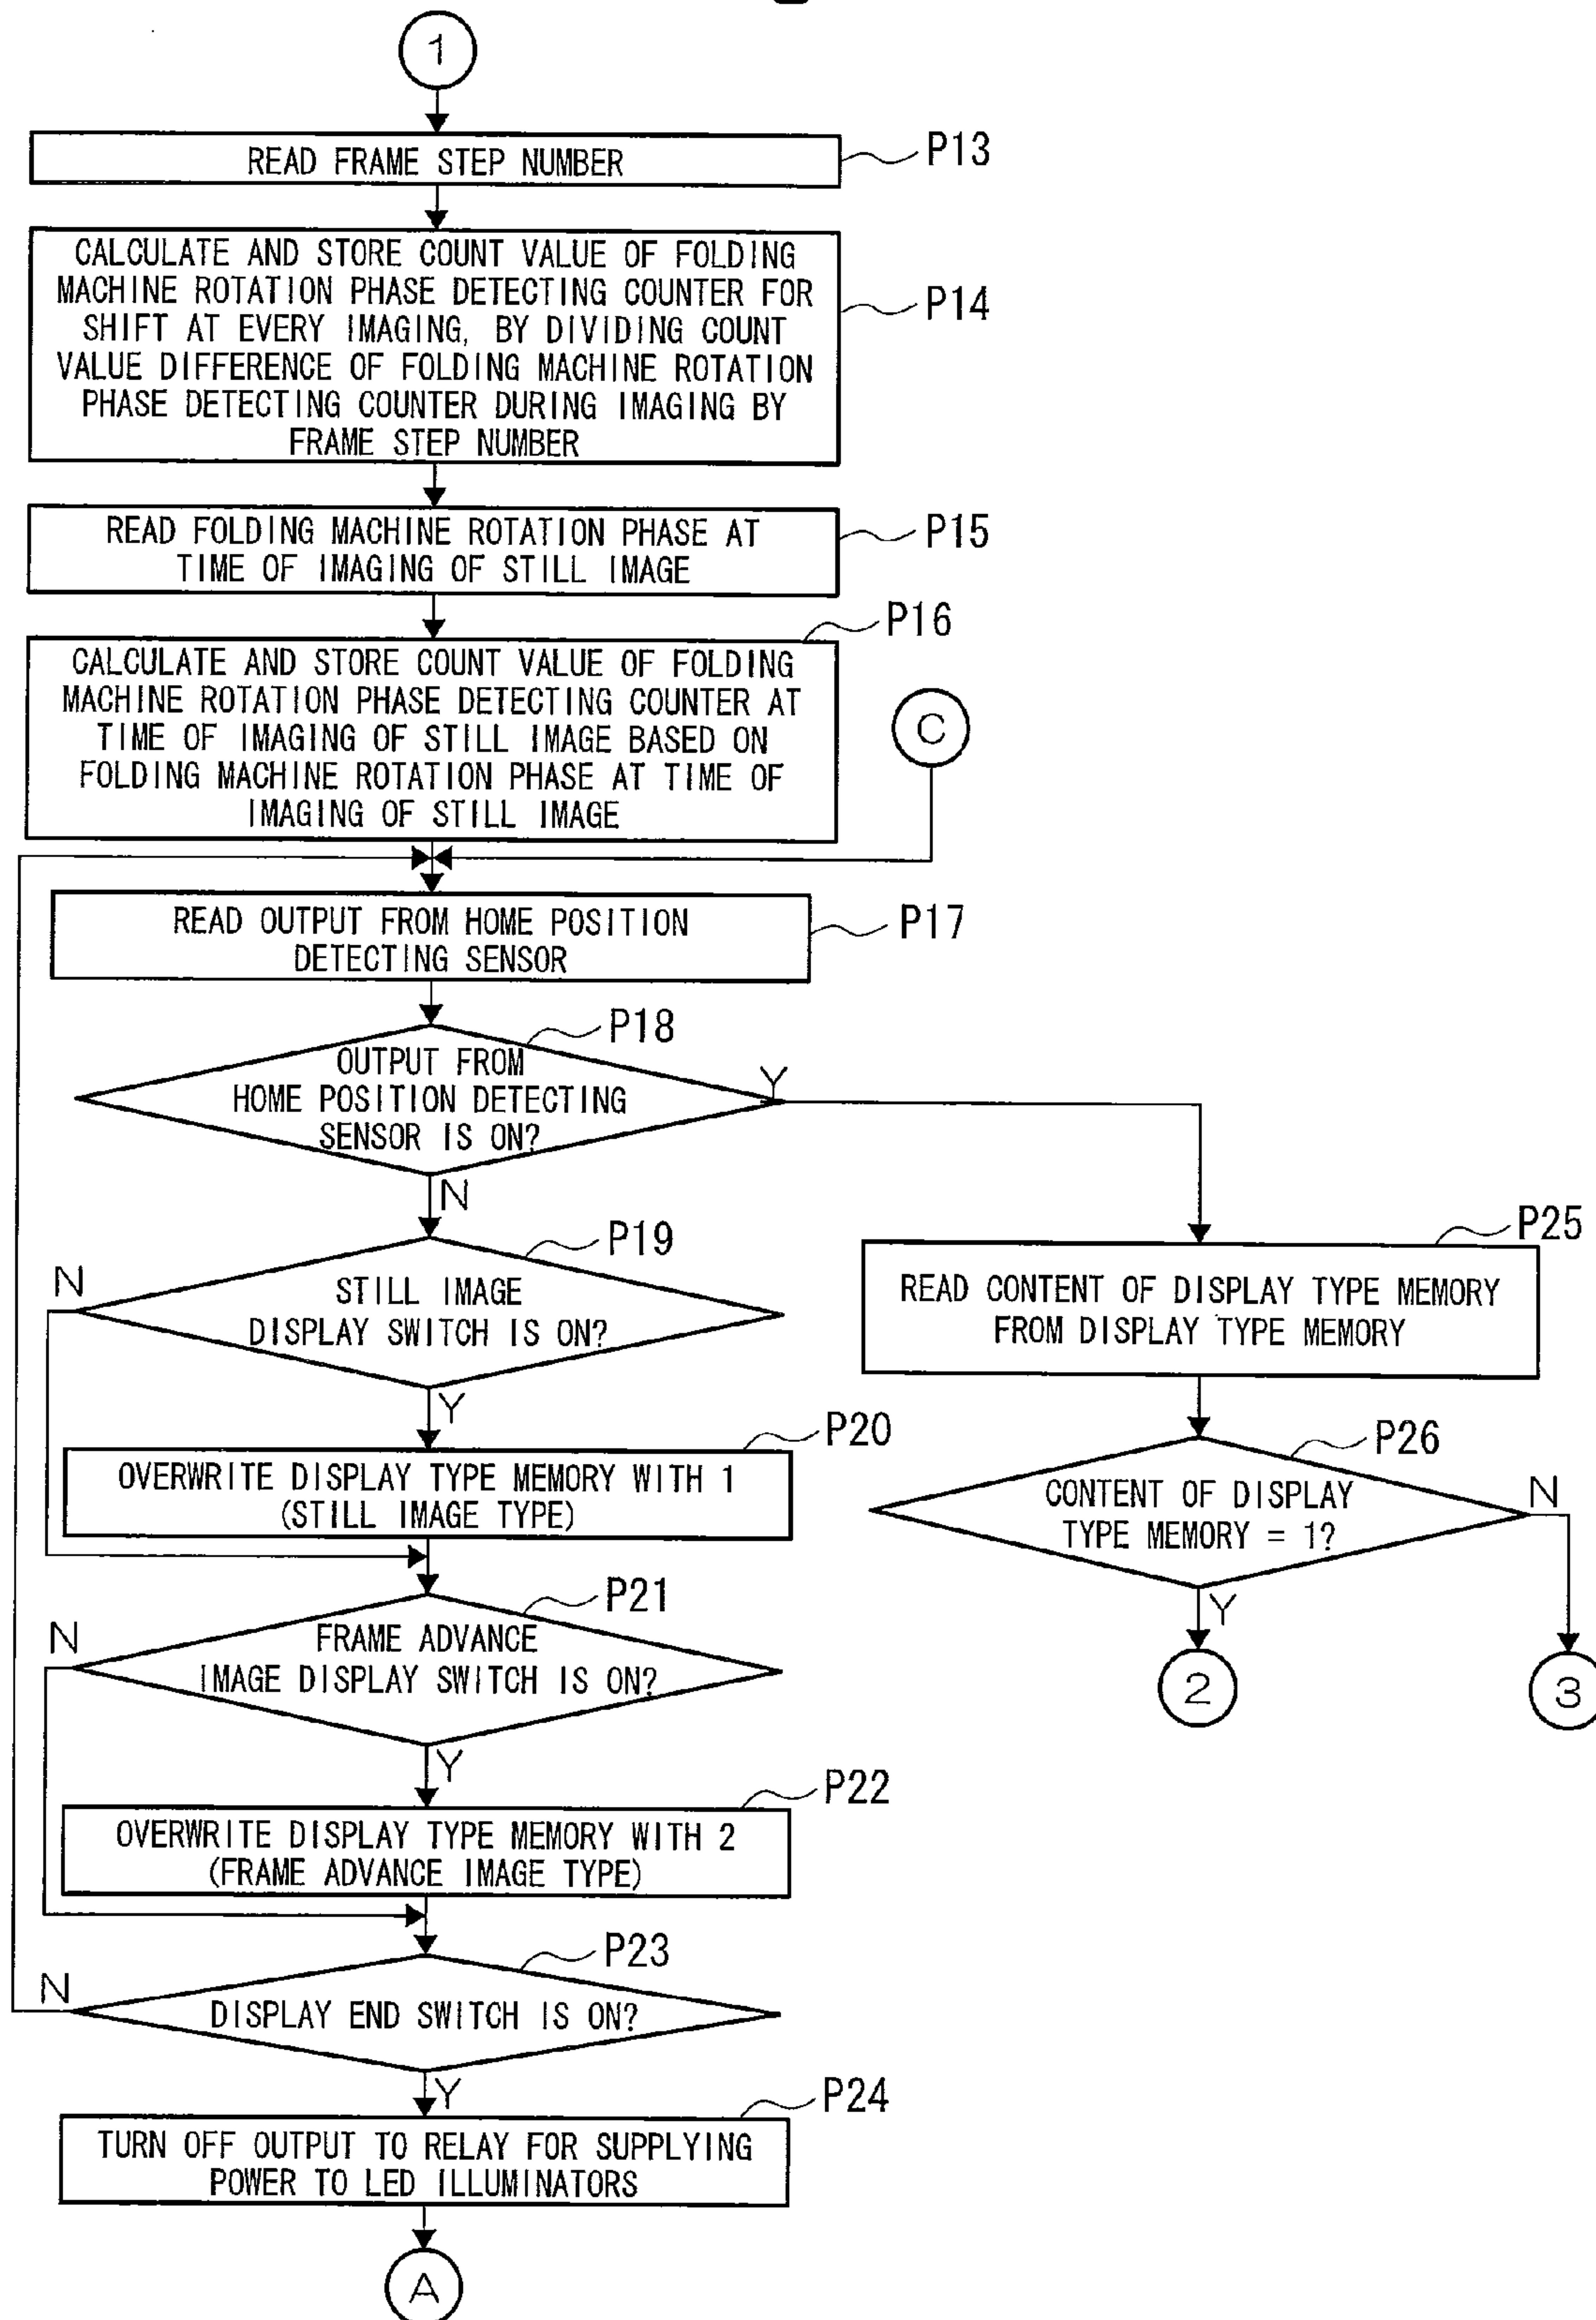 1
READ FRAME STEP NUMBER
P13
CALCULATE AND STORE COUNT VALUE OF FOLDING
MACHINE ROTATION PHASE DETECTING COUNTER FOR
SHIFT AT EVERY IMAGING, BY DIVIDING COUNT
VALUE DIFFERENCE OF FOLDING MACHINE ROTATION
PHASE DETECTING COUNTER DURING IMAGING BY
FRAME STEP NUMBER
P14
READ FOLDING MACHINE ROTATION PHASE AT
TIME OF IMAGING OF STILL IMAGE
P15
P16
CALCULATE AND STORE COUNT VALUE OF FOLDING
MACHINE ROTATION PHASE DETECTING COUNTER AT
TIME OF IMAGING OF STILL IMAGE BASED ON
FOLDING MACHINE ROTATION PHASE AT TIME OF
IMAGING OF STILL IMAGE
C
READ OUTPUT FROM HOME POSITION
DETECTING SENSOR
P17
P18
OUTPUT FROM
HOME POSITION DETECTING
SENSOR IS ON?
Y
N
P19
STILL IMAGE
DISPLAY SWITCH IS ON?
N
Y
P20
OVERWRITE DISPLAY TYPE MEMORY WITH 1
(STILL IMAGE TYPE)
P21
FRAME ADVANCE
IMAGE DISPLAY SWITCH IS ON?
N
Y
P22
OVERWRITE DISPLAY TYPE MEMORY WITH 2
(FRAME ADVANCE IMAGE TYPE)
P23
DISPLAY END SWITCH IS ON?
N
Y
P24
TURN OFF OUTPUT TO RELAY FOR SUPPLYING
POWER TO LED ILLUMINATORS
A
P25
READ CONTENT OF DISPLAY TYPE MEMORY
FROM DISPLAY TYPE MEMORY
P26
CONTENT OF DISPLAY
TYPE MEMORY = 1?
N
Y
2
3